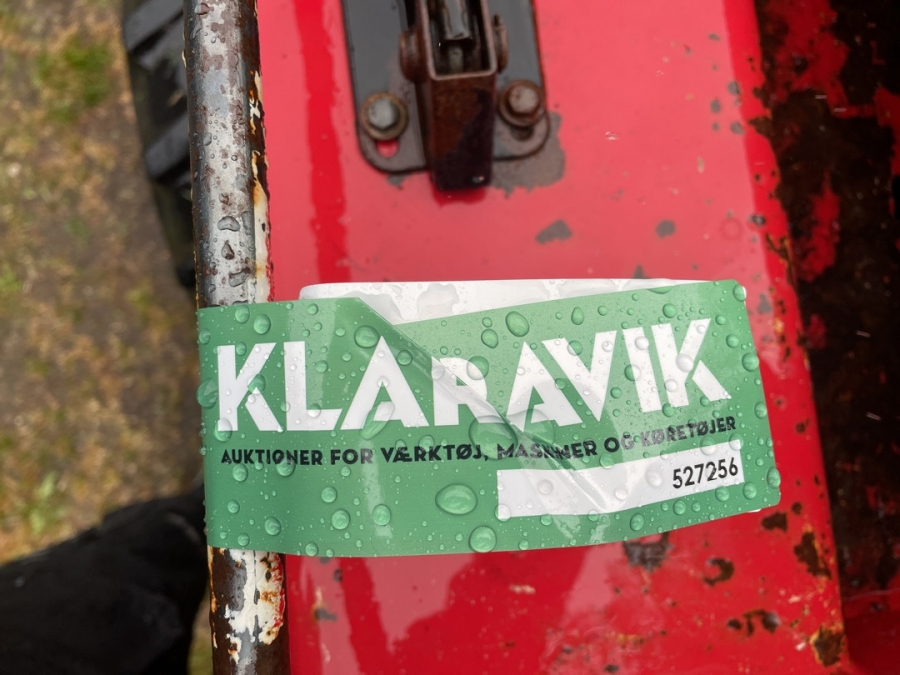 KLARAVIK
AUKTIONER FOR VÆRKTØJ, MASKINER OG KØRETØJER
527256